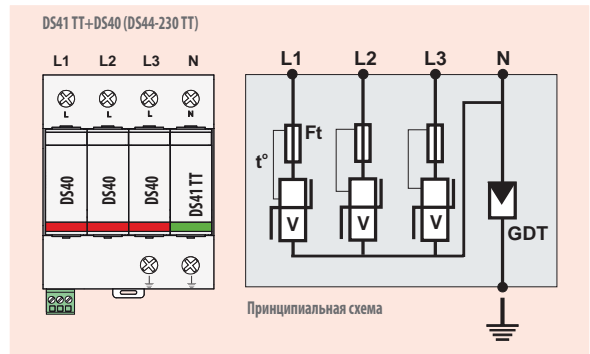 DS41 TT+DS40 (DS44-230 TT)
L1 L2 L3 N
L L L N
DS40 DS40 DS40 DS41 TT
L1 L2 L3 N
Ft
t°
V V V
GDT
Принципиальная схема